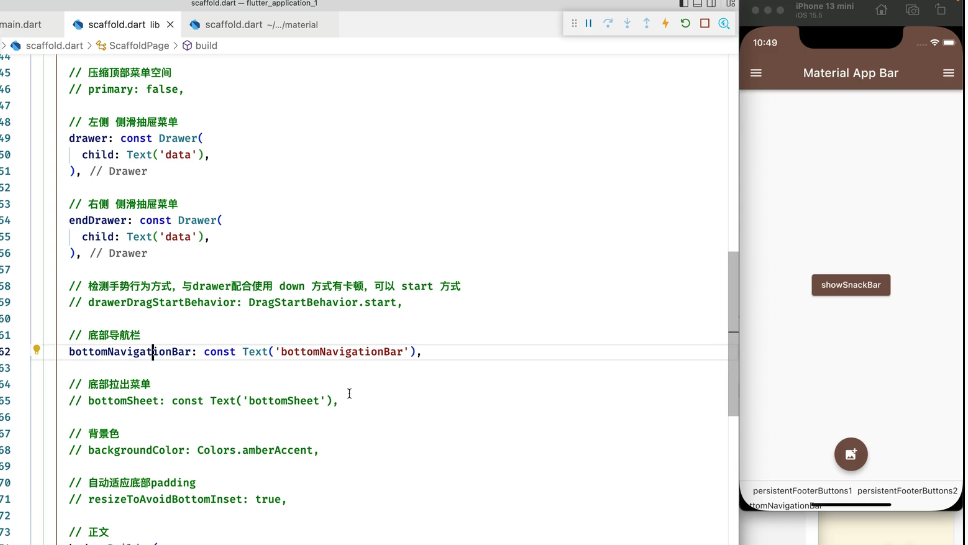 scaffold.dart — flutter_application_1
main.dart
scaffold.dart lib
scaffold.dart ~/.../material
scaffold.dart > ScaffoldPage > build
44
45 // 压缩顶部菜单空间
46 // primary: false,
47
48 // 左侧 侧滑抽屉菜单
49 drawer: const Drawer(
50 child: Text('data'),
51 ), // Drawer
52
53 // 右侧 侧滑抽屉菜单
54 endDrawer: const Drawer(
55 child: Text('data'),
56 ), // Drawer
57
58 // 检测手势行为方式，与drawer配合使用 down 方式有卡顿，可以 start 方式
59 // drawerDragStartBehavior: DragStartBehavior.start,
60
61 // 底部导航栏
62 bottomNavigationBar: const Text('bottomNavigationBar'),
63
64 // 底部拉出菜单
65 // bottomSheet: const Text('bottomSheet'),
66
67 // 背景色
68 // backgroundColor: Colors.amberAccent,
69
70 // 自动适应底部padding
71 // resizeToAvoidBottomInset: true,
72
73 // 正文
iPhone 13 mini
iOS 15.5
10:49
Material App Bar
showSnackBar
persistentFooterButtons1 persistentFooterButtons2
ttomNavigationBar